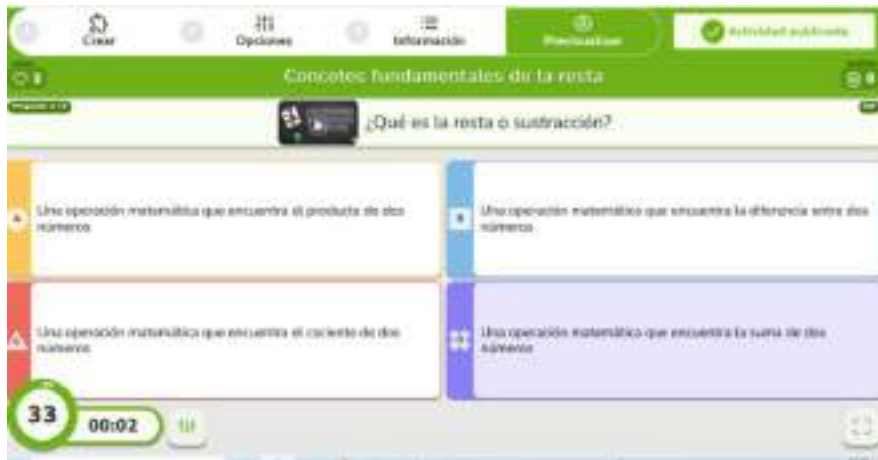 Crear
Opciones
Información
Previsualizar
Actividad publicada
Concetos fundamentales de la resta
¿Qué es la resta o sustracción?
Una operación matemática que encuentra el producto de dos
números
Una operación matemática que encuentra la diferencia entre dos
números
Una operación matemática que encuentra el cociente de dos
números
Una operación matemática que encuentra la suma de dos
números
33
00:02